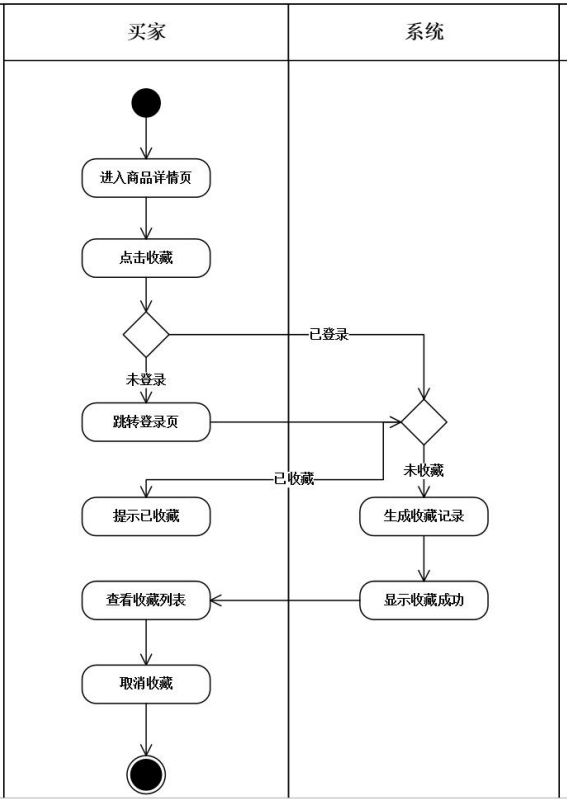 买家
系统
进入商品详情页
点击收藏
已登录
未登录
跳转登录页
未收藏
已收藏
提示已收藏
生成收藏记录
查看收藏列表
显示收藏成功
取消收藏